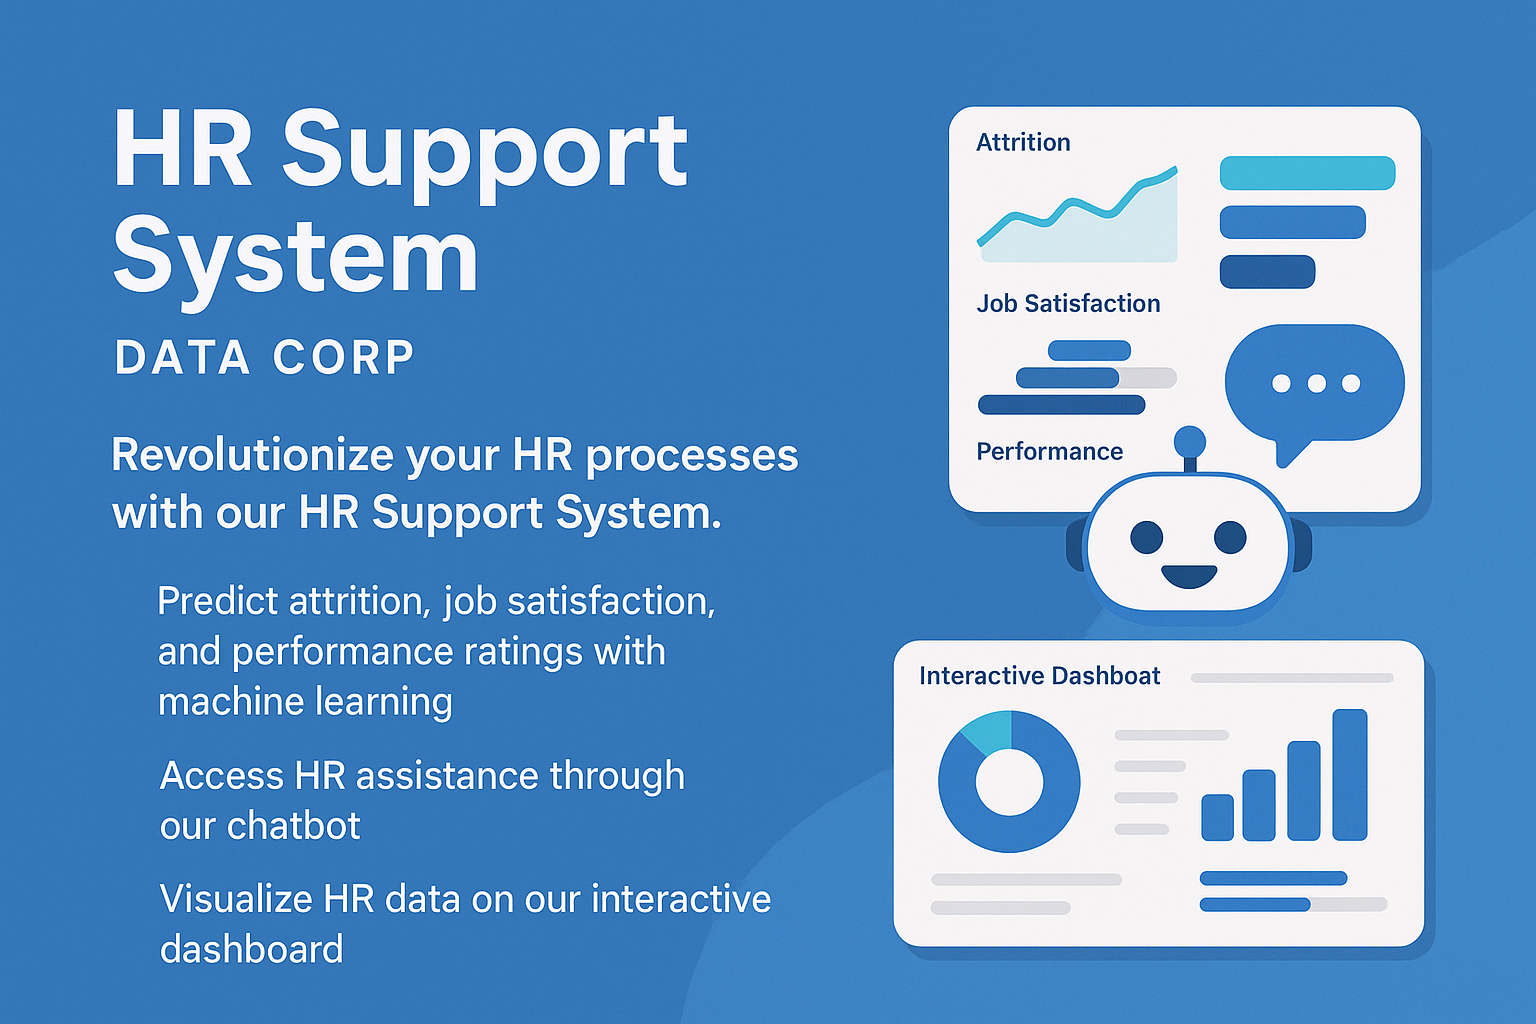 HR Support
System
DATA CORP
Revolutionize your HR processes
with our HR Support System.
Predict attrition, job satisfaction,
and performance ratings with
machine learning
Access HR assistance through
our chatbot
Visualize HR data on our interactive
dashboard
Attrition
Job Satisfaction
Performance
Interactive Dashboat